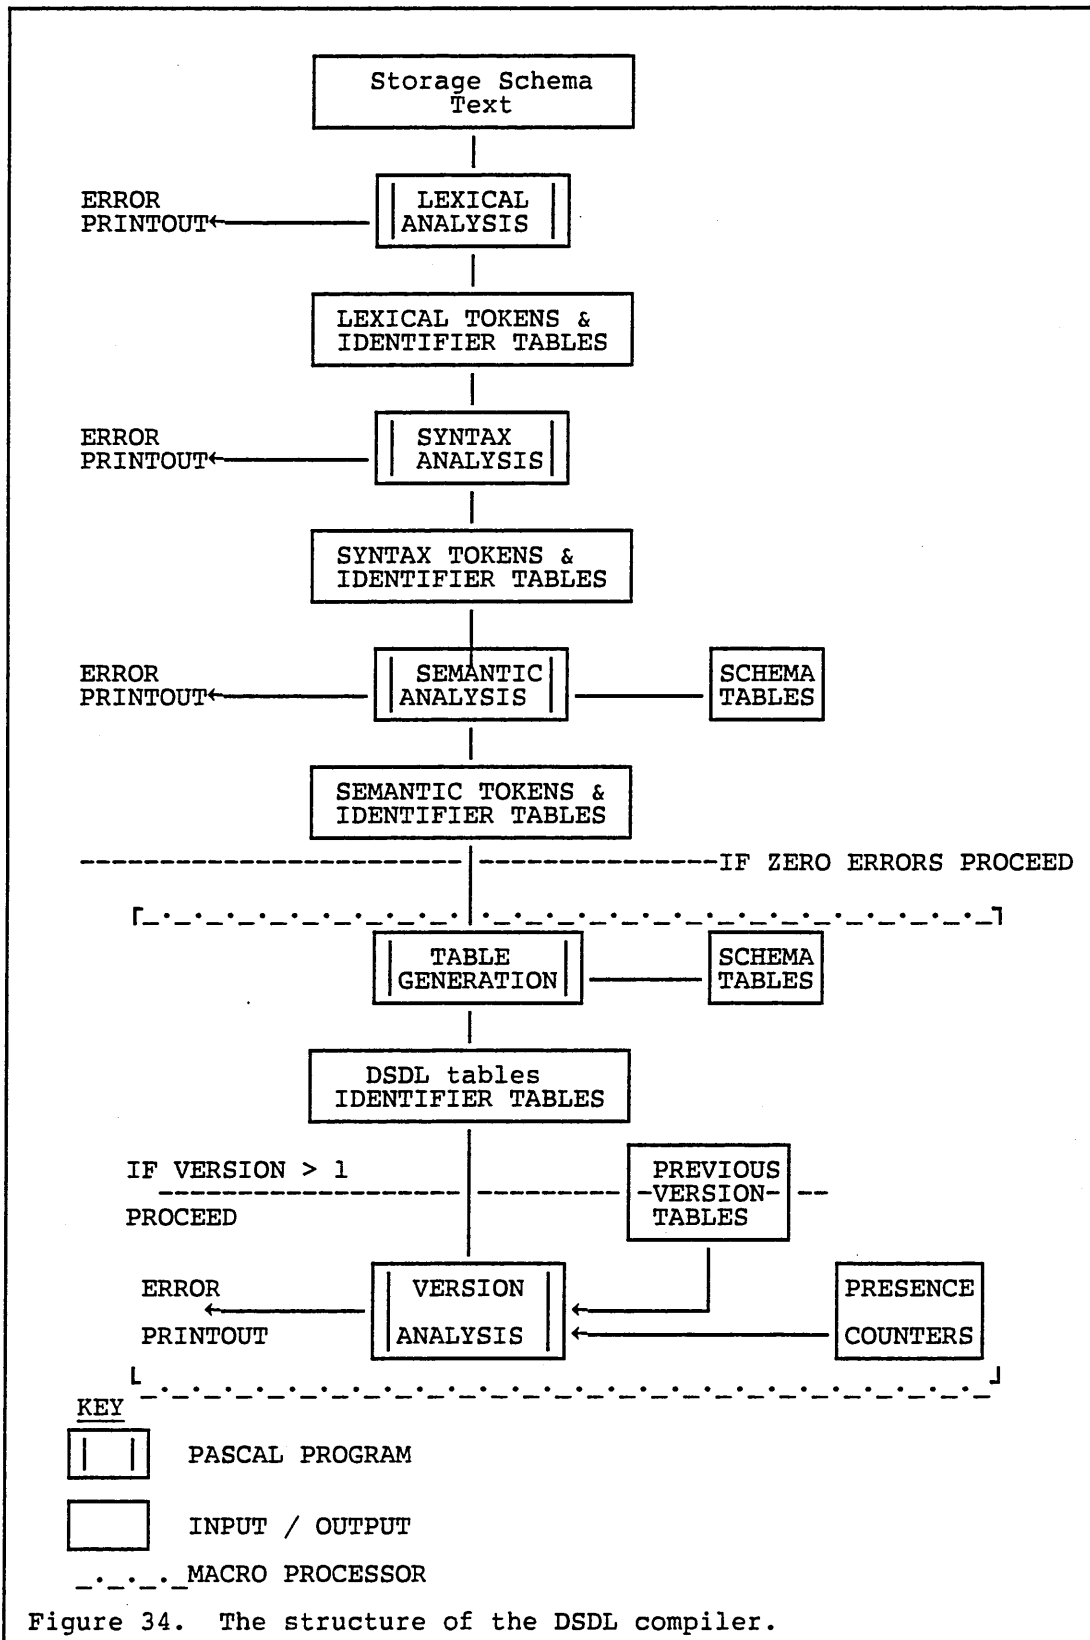 Storage Schema
Text
ERROR
PRINTOUT
LEXICAL
ANALYSIS
LEXICAL TOKENS &
IDENTIFIER TABLES
ERROR
PRINTOUT
SYNTAX
ANALYSIS
SYNTAX TOKENS &
IDENTIFIER TABLES
ERROR
PRINTOUT
SEMANTIC
ANALYSIS
SCHEMA
TABLES
SEMANTIC TOKENS &
IDENTIFIER TABLES
IF ZERO ERRORS PROCEED
TABLE
GENERATION
SCHEMA
TABLES
DSDL tables
IDENTIFIER TABLES
IF VERSION > 1
PROCEED
PREVIOUS
VERSION
TABLES
ERROR
PRINTOUT
VERSION
ANALYSIS
PRESENCE
COUNTERS
KEY
PASCAL PROGRAM
INPUT / OUTPUT
MACRO PROCESSOR
Figure 34. The structure of the DSDL compiler.